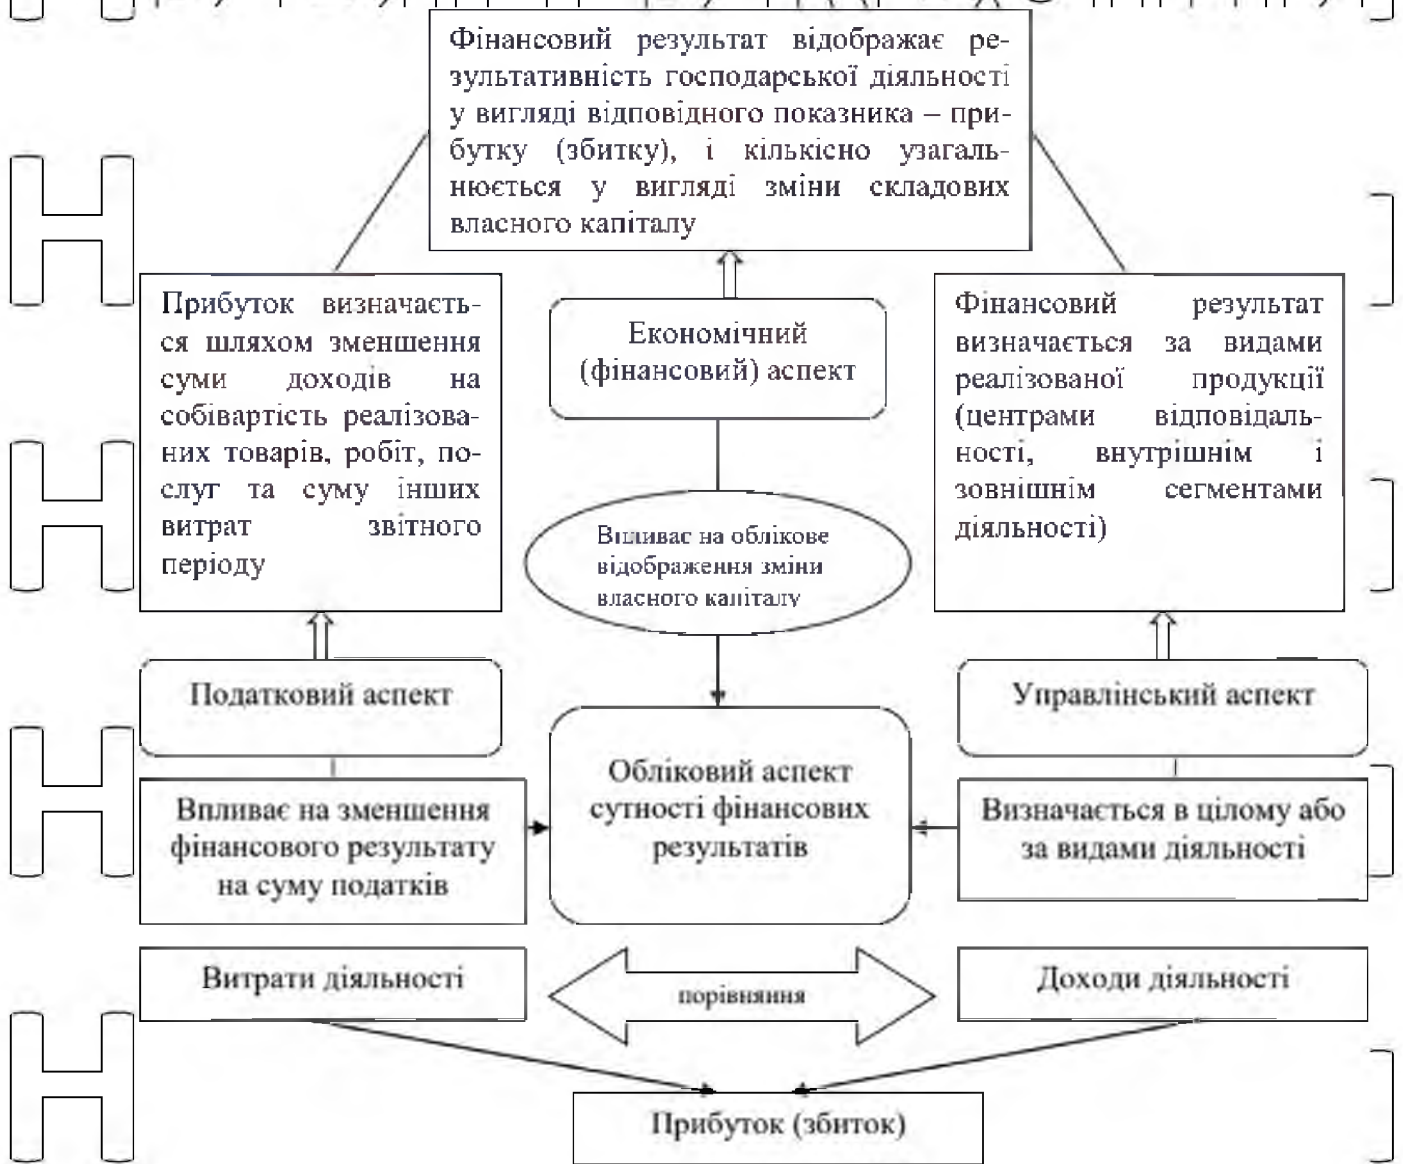 Фінансовий результат відображає ре-
зультативність господарської діяльності
у вигляді відповідного показника – при-
бутку (збитку), і кількісно узагаль-
нюється у вигляді зміни складових
власного капіталу
Прибуток визначаєть-
ся шляхом зменшення
суми доходів на
собівартість реалізова-
них товарів, робіт, по-
слуг та суму інших
витрат звітного
періоду
Економічний
(фінансовий) аспект
Фінансовий результат
визначається за видами
реалізованої продукції
(центрами відповідаль-
ності, внутрішнім і
зовнішнім сегментами
діяльності)
Впливає на облікове
відображення зміни
власного капіталу
Податковий аспект
Управлінський аспект
Впливає на зменшення
фінансового результату
на суму податків
Обліковий аспект
сутності фінансових
результатів
Визначається в цілому або
за видами діяльності
Витрати діяльності
порівняння
Доходи діяльності
Прибуток (збиток)